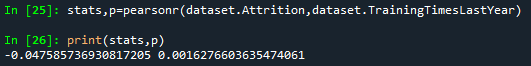 In [25]: stats,p=pearsonr(dataset.Attrition,dataset.TrainingTimesLastYear)
In [26]: print(stats,p)
-0.047585736930817205 0.0016276603635474061